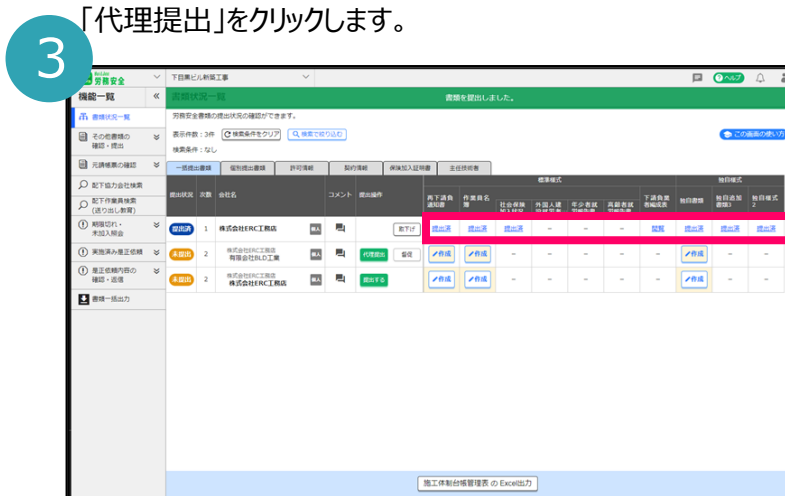 「代理提出」をクリックします。
3
労務安全
下目黒ビル新築工事
ヘルプ
機能一覧
書類状況一覧
書類を提出しました。
書類状況一覧
労務安全書類の提出状況の確認ができます。
その他書類の
確認・提出
表示件数：3件 検索条件をクリア 検索で絞り込む
この画面の使い方
検索条件：なし
元請帳票の確認
一括提出書類 個別提出書類 許可情報 契約情報 保険加入証明書 主任技術者
配下協力会社検索
配下作業員検索
(送り出し教育)
期限切れ・
未加入照会
実施済み是正依頼
是正依頼内容の
確認・返信
書類一括出力
標準様式 独自様式
提出状況 次数 会社名 コメント 提出操作
再下請負
通知書
作業員名
簿
社会保険
外国人建
年少者就
高齢者就
下請負業
者編成表
独自書類
独自追加
書類3
独自様式
2
提出済 1 株式会社ERC工務店 個人 取下げ 提出済 提出済 提出済 - - - 閲覧 提出済 提出済 提出済
未提出 2 株式会社ERC工務店
有限会社BLD工業 個人 代理提出 督促 作成 作成 - - - - - 作成 - -
未提出 2 株式会社ERC工務店
株式会社ERC工務店 個人 提出する 作成 作成 - - - - - 作成 - -
施工体制台帳管理表 の Excel出力